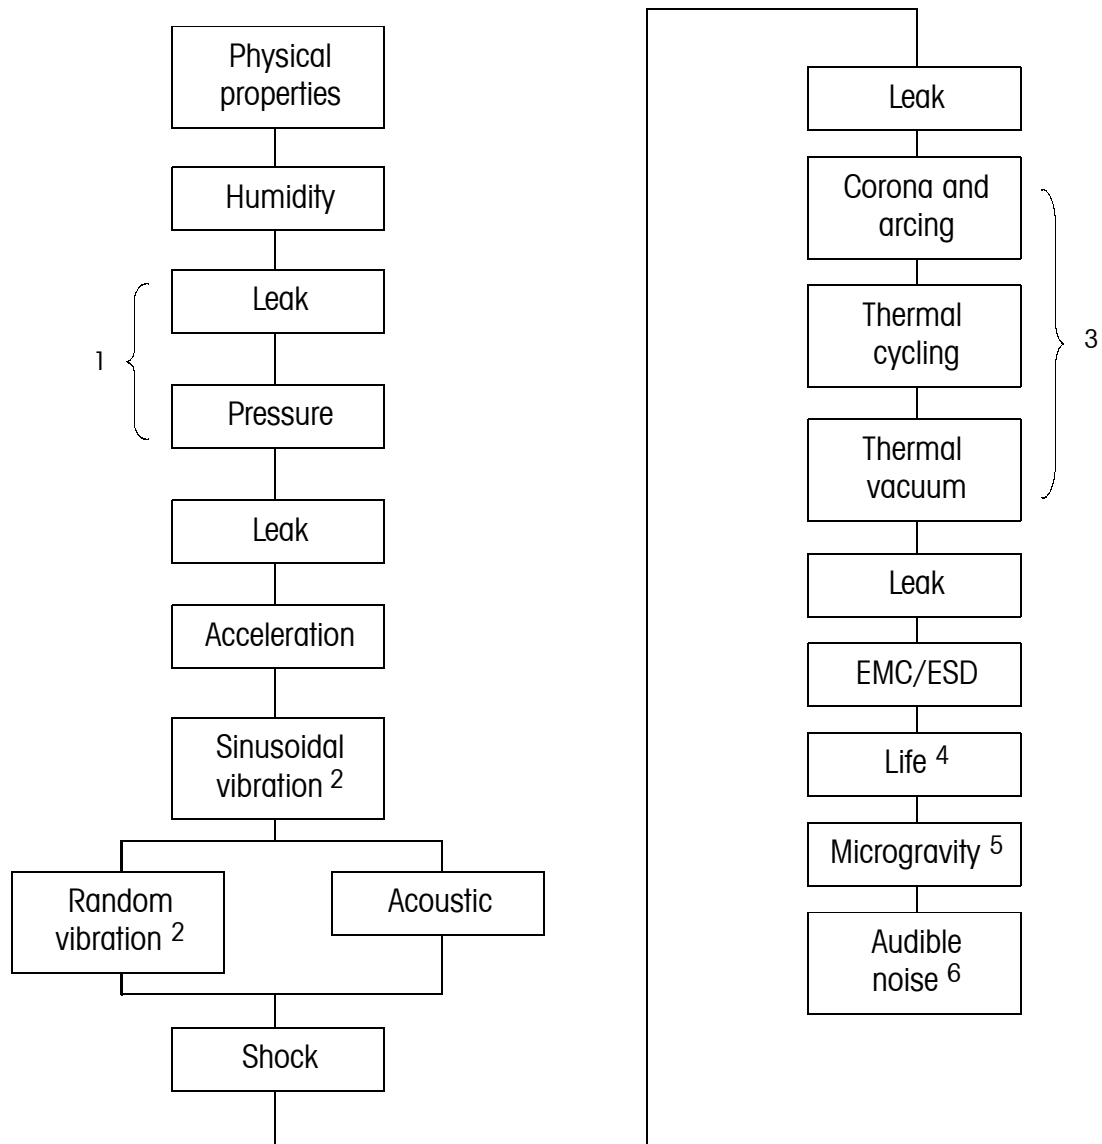 Physical
properties
Humidity
Leak
1
Pressure
Leak
Acceleration
Sinusoidal
vibration 2
Random
vibration 2
Acoustic
Shock
Leak
Corona and
arcing
Thermal
cycling
3
Thermal
vacuum
Leak
EMC/ESD
Life 4
Microgravity 5
Audible
noise 6